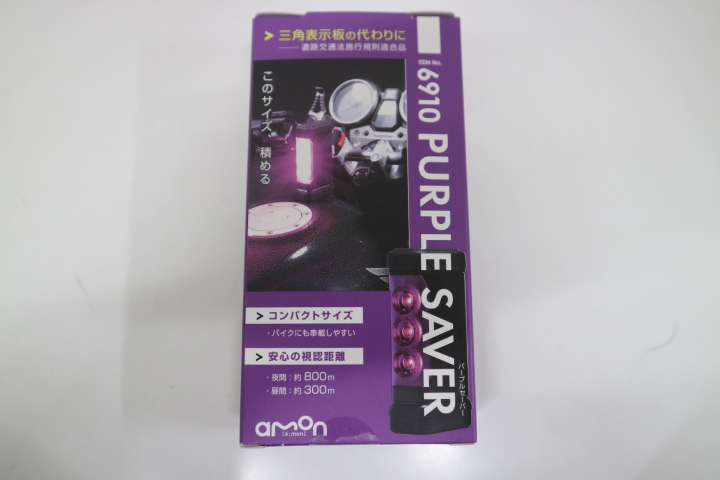 > 三角表示板の代わりに
道路交通法施行規則適合品
このサイズ、積める
ITEM No.
6910 PURPLE SAVER
パープルセーバー
> コンパクトサイズ
・バイクにも車載しやすい
> 安心の視認距離
・夜間：約800m
・昼間：約300m
amon
[é:mon]